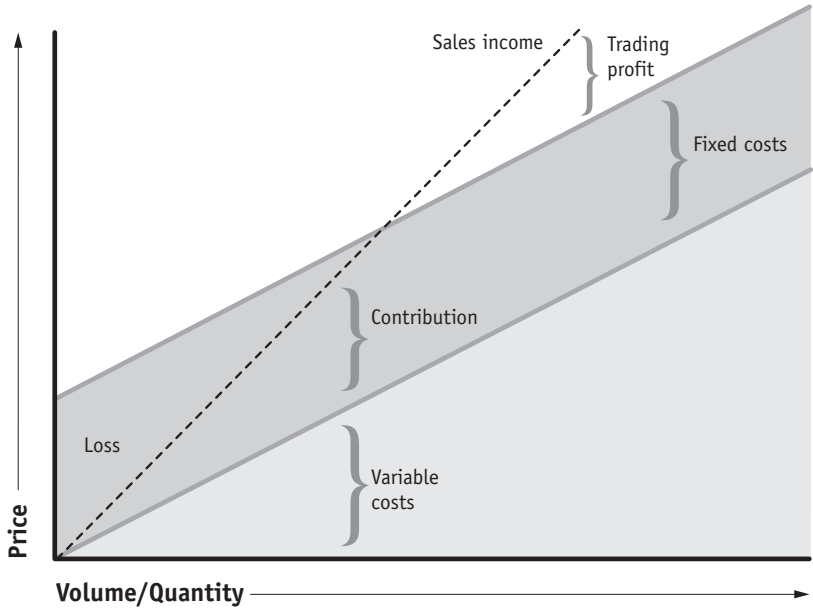 Sales income
Trading
profit
Fixed costs
Contribution
Loss
Variable
costs
Price
Volume/Quantity